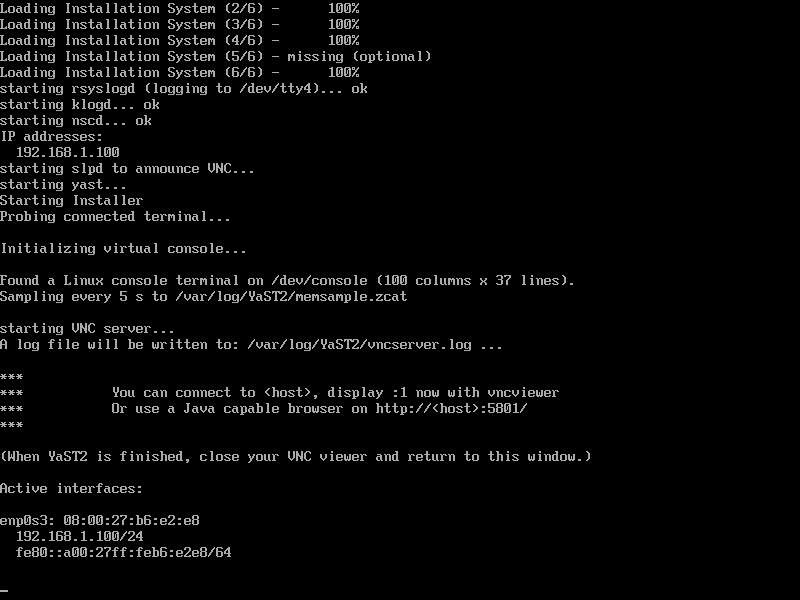 Loading Installation System (2/6) -      100%
Loading Installation System (3/6) -      100%
Loading Installation System (4/6) -      100%
Loading Installation System (5/6) - missing (optional)
Loading Installation System (6/6) -      100%
starting rsyslogd (logging to /dev/tty4)... ok
starting klogd... ok
starting nscd... ok
IP addresses:
  192.168.1.100
starting slpd to announce VNC...
starting yast...
Starting Installer
Probing connected terminal...

Initializing virtual console...

Found a Linux console terminal on /dev/console (100 columns x 37 lines).
Sampling every 5 s to /var/log/YaST2/memsample.zcat

starting VNC server...
A log file will be written to: /var/log/YaST2/vncserver.log ...

***
***           You can connect to <host>, display :1 now with vncviewer
***           Or use a Java capable browser on http://<host>:5801/
***

(When YaST2 is finished, close your VNC viewer and return to this window.)

Active interfaces:

enp0s3: 08:00:27:b6:e2:e8
  192.168.1.100/24
  fe80::a00:27ff:feb6:e2e8/64

_